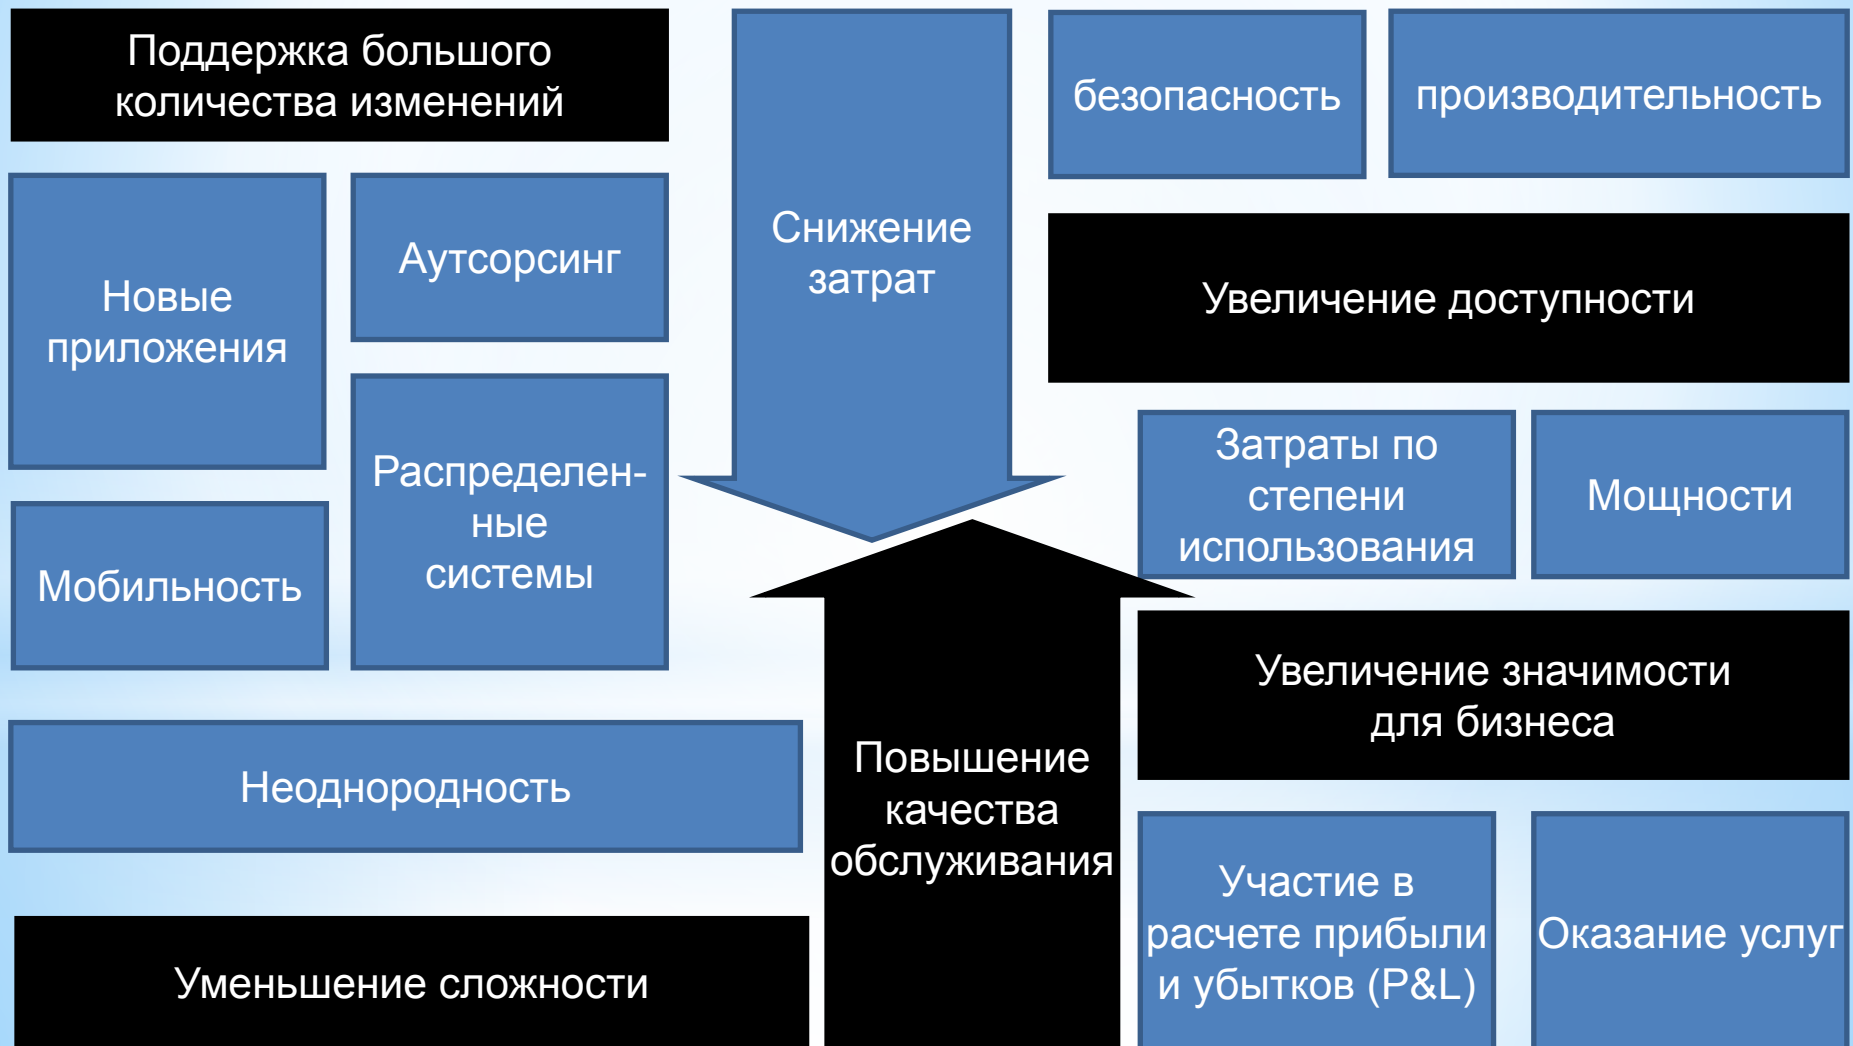 Поддержка большого
количества изменений
Новые
приложения
Аутсорсинг
Распределен-
ные
системы
Мобильность
Неоднородность
Уменьшение сложности
Снижение
затрат
Повышение
качества
обслуживания
безопасность
производительность
Увеличение доступности
Затраты по
степени
использования
Мощности
Увеличение значимости
для бизнеса
Участие в
расчете прибыли
и убытков (P&L)
Оказание услуг